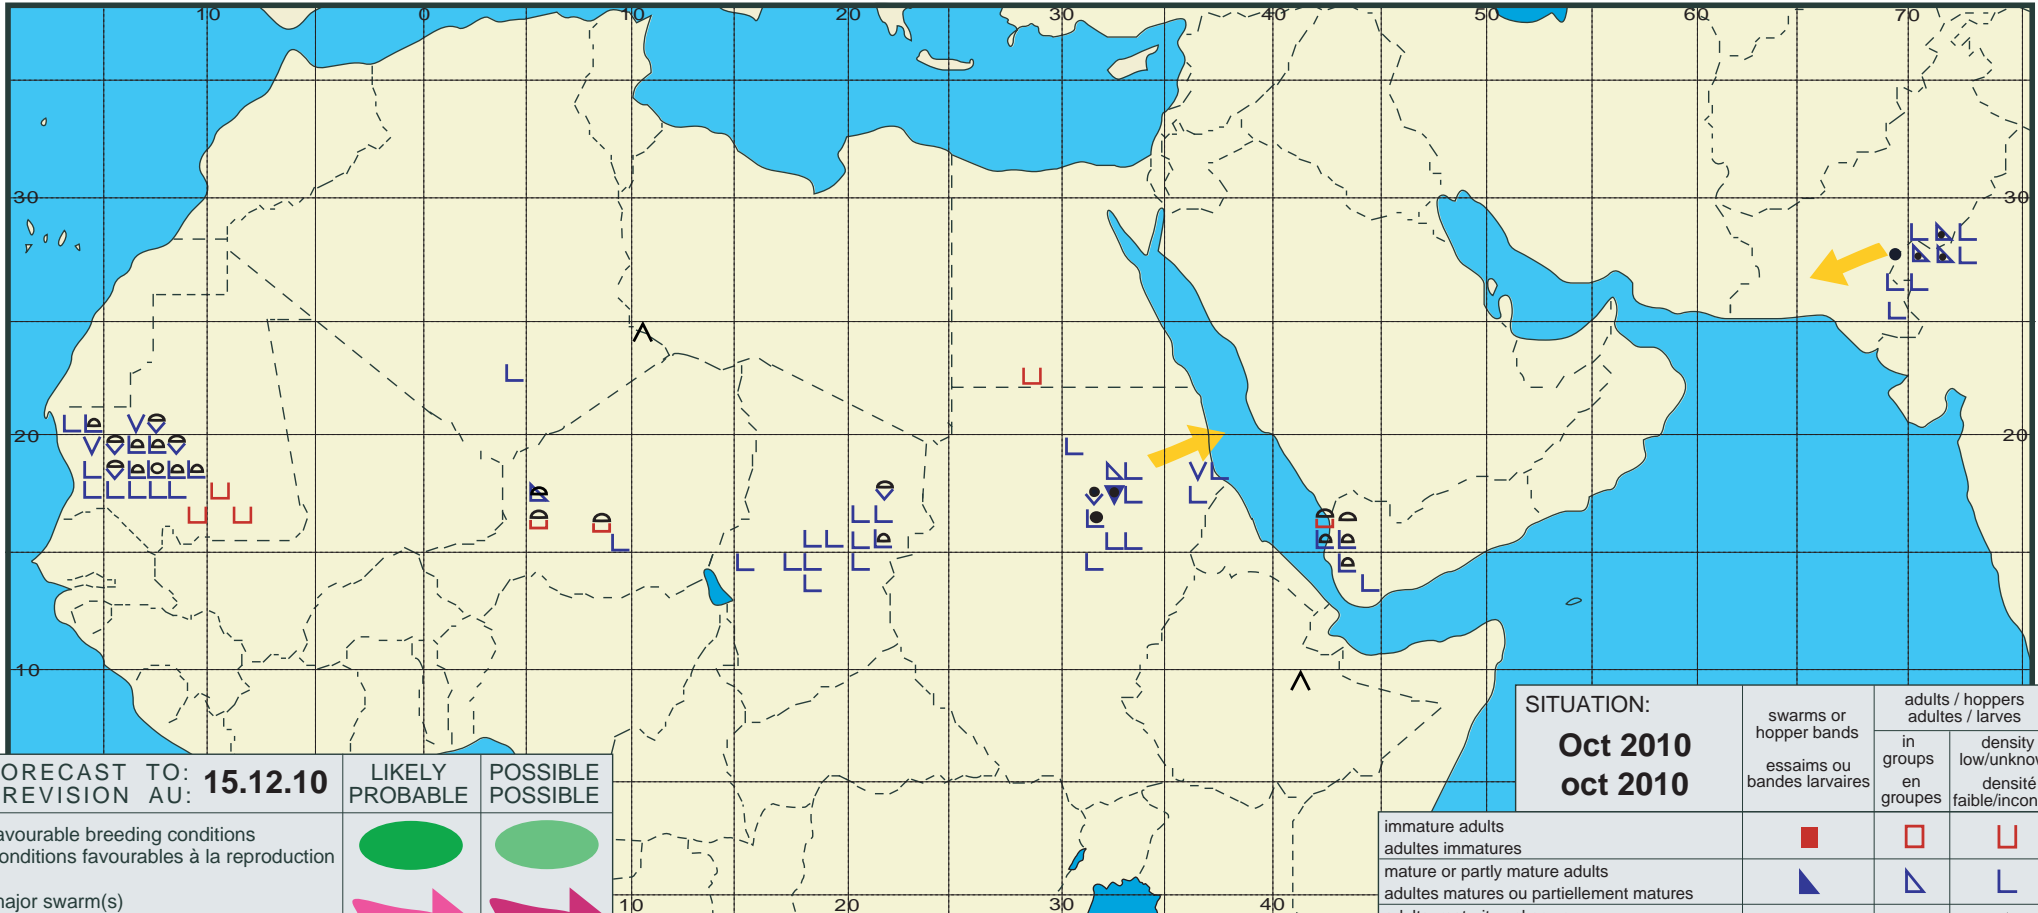 10 0 10 20 30 40 50 60 70
30 30
20 20
10
SITUATION:
Oct 2010
oct 2010
swarms or
hopper bands
essaims ou
bandes larvaires
adults / hoppers
adultes / larves
in
groups
en
groupes
density
low/unknow
densité
faible/incon
immature adults
adultes immatures
mature or partly mature adults
adultes matures ou partiellement matures
ORECAST TO:
REVISION AU:
15.12.10
LIKELY
PROBABLE
POSSIBLE
POSSIBLE
avourable breeding conditions
onditions favourables à la reproduction
major swarm(s)
10 20 30 40